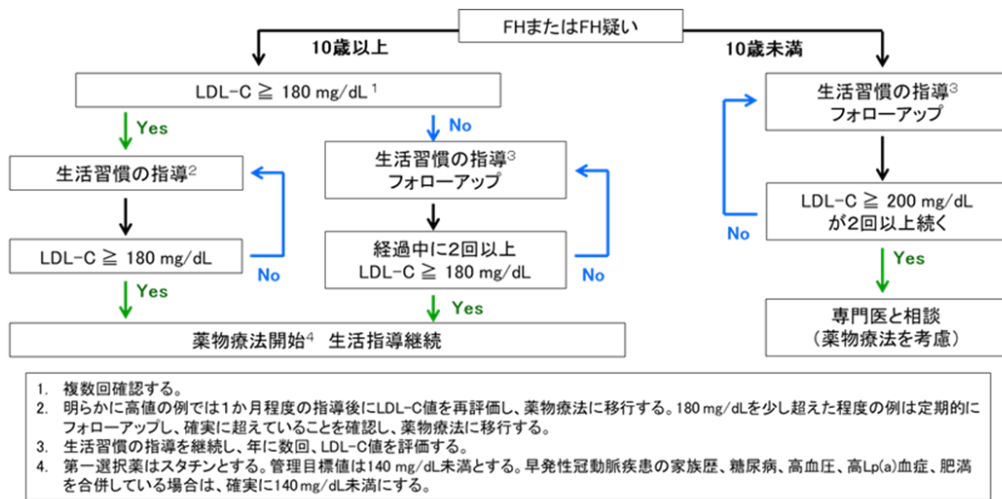 FHまたはFH疑い
10歳以上
10歳未満
LDL-C ≧ 180 mg/dL1
生活習慣の指導3
フォローアップ
Yes
No
生活習慣の指導2
生活習慣の指導3
フォローアップ
LDL-C ≧ 200 mg/dL
が2回以上続く
No
LDL-C ≧ 180 mg/dL
No
経過中に2回以上
LDL-C ≧ 180 mg/dL
No
Yes
Yes
Yes
薬物療法開始4 生活指導継続
専門医と相談
(薬物療法を考慮)
1. 複数回確認する。
2. 明らかに高値の例では1か月程度の指導後にLDL-C値を再評価し、薬物療法に移行する。180 mg/dLを少し超えた程度の例は定期的に
フォローアップし、確実に超えていることを確認し、薬物療法に移行する。
3. 生活習慣の指導を継続し、年に数回、LDL-C値を評価する。
4. 第一選択薬はスタチンとする。管理目標値は140 mg/dL未満とする。早発性冠動脈疾患の家族歴、糖尿病、高血圧、高Lp(a)血症、肥満
を合併している場合は、確実に140 mg/dL未満にする。